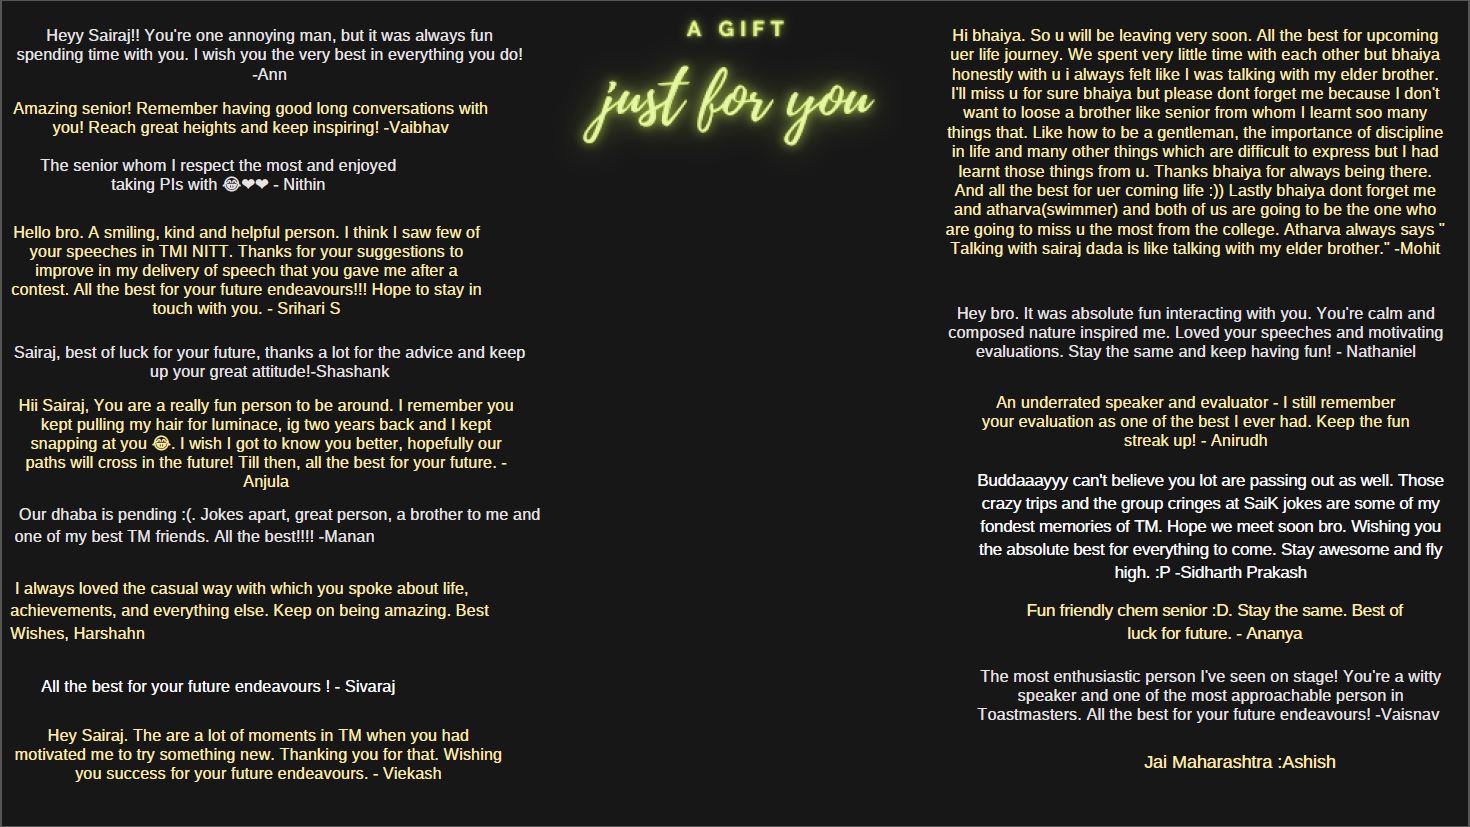 Heyy Sairaj!! You're one annoying man, but it was always fun
spending time with you. I wish you the very best in everything you do!
-Ann
Amazing senior! Remember having good long conversations with
you! Reach great heights and keep inspiring! -Vaibhav
The senior whom I respect the most and enjoyed
taking PIs with 😂❤❤ - Nithin
Hello bro. A smiling, kind and helpful person. I think I saw few of
your speeches in TMI NITT. Thanks for your suggestions to
improve in my delivery of speech that you gave me after a
contest. All the best for your future endeavours!!! Hope to stay in
touch with you. - Srihari S
Sairaj, best of luck for your future, thanks a lot for the advice and keep
up your great attitude!-Shashank
Hii Sairaj, You are a really fun person to be around. I remember you
kept pulling my hair for luminace, ig two years back and I kept
snapping at you 😂. I wish I got to know you better, hopefully our
paths will cross in the future! Till then, all the best for your future. -
Anjula
Our dhaba is pending :(. Jokes apart, great person, a brother to me and
one of my best TM friends. All the best!!!! -Manan
I always loved the casual way with which you spoke about life,
achievements, and everything else. Keep on being amazing. Best
Wishes, Harshahn
All the best for your future endeavours ! - Sivaraj
Hey Sairaj. The are a lot of moments in TM when you had
motivated me to try something new. Thanking you for that. Wishing
you success for your future endeavours. - Viekash
A GIFT
just for you
Hi bhaiya. So u will be leaving very soon. All the best for upcoming
uer life journey. We spent very little time with each other but bhaiya
honestly with u i always felt like I was talking with my elder brother.
I'll miss u for sure bhaiya but please dont forget me because I don't
want to loose a brother like senior from whom I learnt soo many
things that. Like how to be a gentleman, the importance of discipline
in life and many other things which are difficult to express but I had
learnt those things from u. Thanks bhaiya for always being there.
And all the best for uer coming life :)) Lastly bhaiya dont forget me
and atharva(swimmer) and both of us are going to be the one who
are going to miss u the most from the college. Atharva always says "
Talking with sairaj dada is like talking with my elder brother." -Mohit
Hey bro. It was absolute fun interacting with you. You're calm and
composed nature inspired me. Loved your speeches and motivating
evaluations. Stay the same and keep having fun! - Nathaniel
An underrated speaker and evaluator - I still remember
your evaluation as one of the best I ever had. Keep the fun
streak up! - Anirudh
Buddaaayyy can't believe you lot are passing out as well. Those
crazy trips and the group cringes at SaiK jokes are some of my
fondest memories of TM. Hope we meet soon bro. Wishing you
the absolute best for everything to come. Stay awesome and fly
high. :P -Sidharth Prakash
Fun friendly chem senior :D. Stay the same. Best of
luck for future. - Ananya
The most enthusiastic person I've seen on stage! You're a witty
speaker and one of the most approachable person in
Toastmasters. All the best for your future endeavours! -Vaisnav
Jai Maharashtra :Ashish